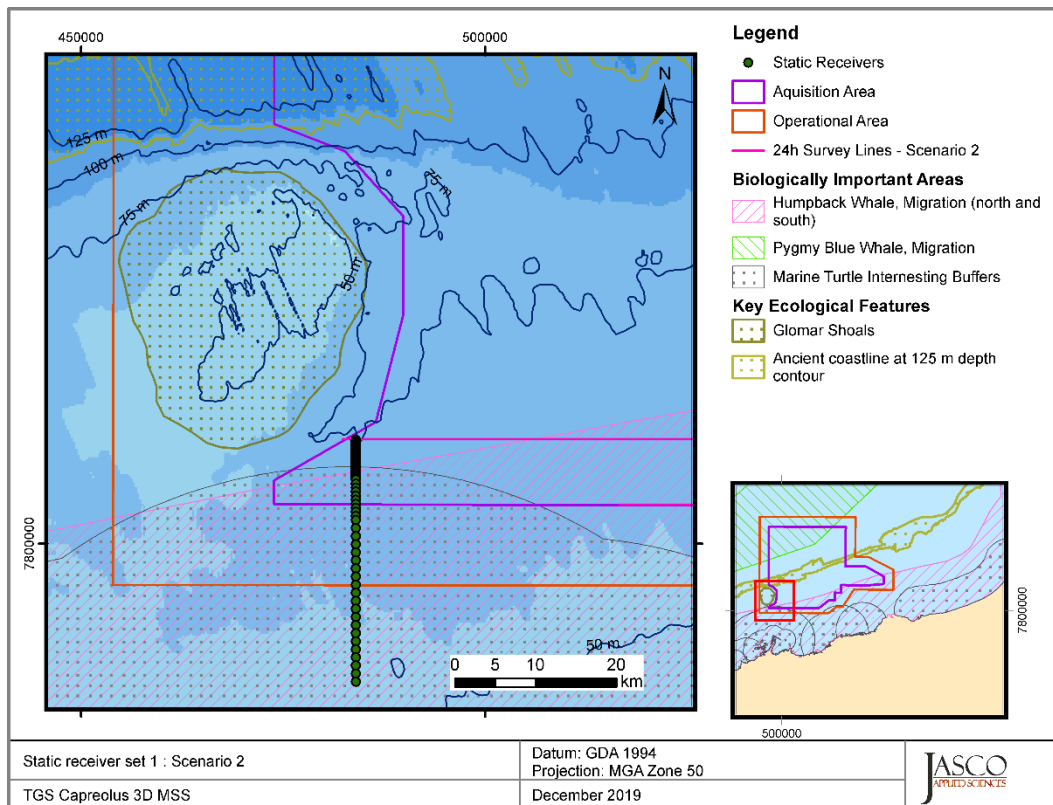 450000
500000
N
125 m
100 m
75 m
75 m
50 m
7800000
50 m
0 5 10 20
km
Legend
Static Receivers
Aquisition Area
Operational Area
24h Survey Lines - Scenario 2
Biologically Important Areas
Humpback Whale, Migration (north and
south)
Pygmy Blue Whale, Migration
Marine Turtle Internesting Buffers
Key Ecological Features
Glomar Shoals
Ancient coastline at 125 m depth
contour
7800000
500000
Static receiver set 1 : Scenario 2
TGS Capreolus 3D MSS
Datum: GDA 1994
Projection: MGA Zone 50
December 2019
JASCO
APPLIED SCIENCES